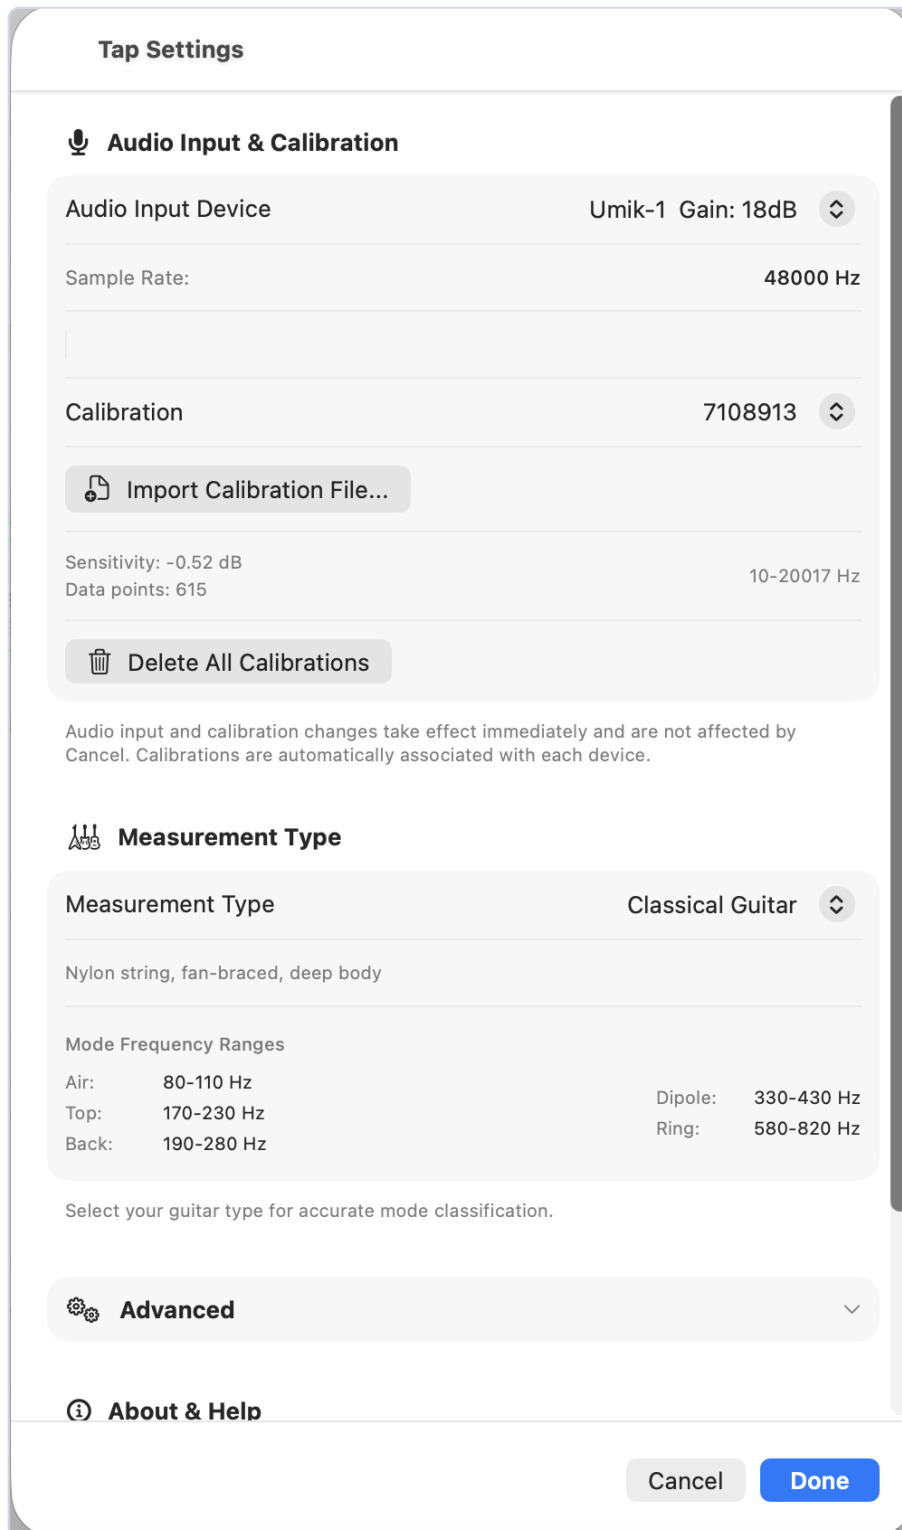 Tap Settings
Audio Input & Calibration
Audio Input Device
Umik-1  Gain: 18dB
Sample Rate:
48000 Hz
Calibration
7108913
Import Calibration File...
Sensitivity: -0.52 dB
Data points: 615
10-20017 Hz
Delete All Calibrations
Audio input and calibration changes take effect immediately and are not affected by
Cancel. Calibrations are automatically associated with each device.
Measurement Type
Measurement Type
Classical Guitar
Nylon string, fan-braced, deep body
Mode Frequency Ranges
Air: 80-110 Hz
Top: 170-230 Hz
Back: 190-280 Hz
Dipole: 330-430 Hz
Ring: 580-820 Hz
Select your guitar type for accurate mode classification.
Advanced
About & Help
Cancel
Done